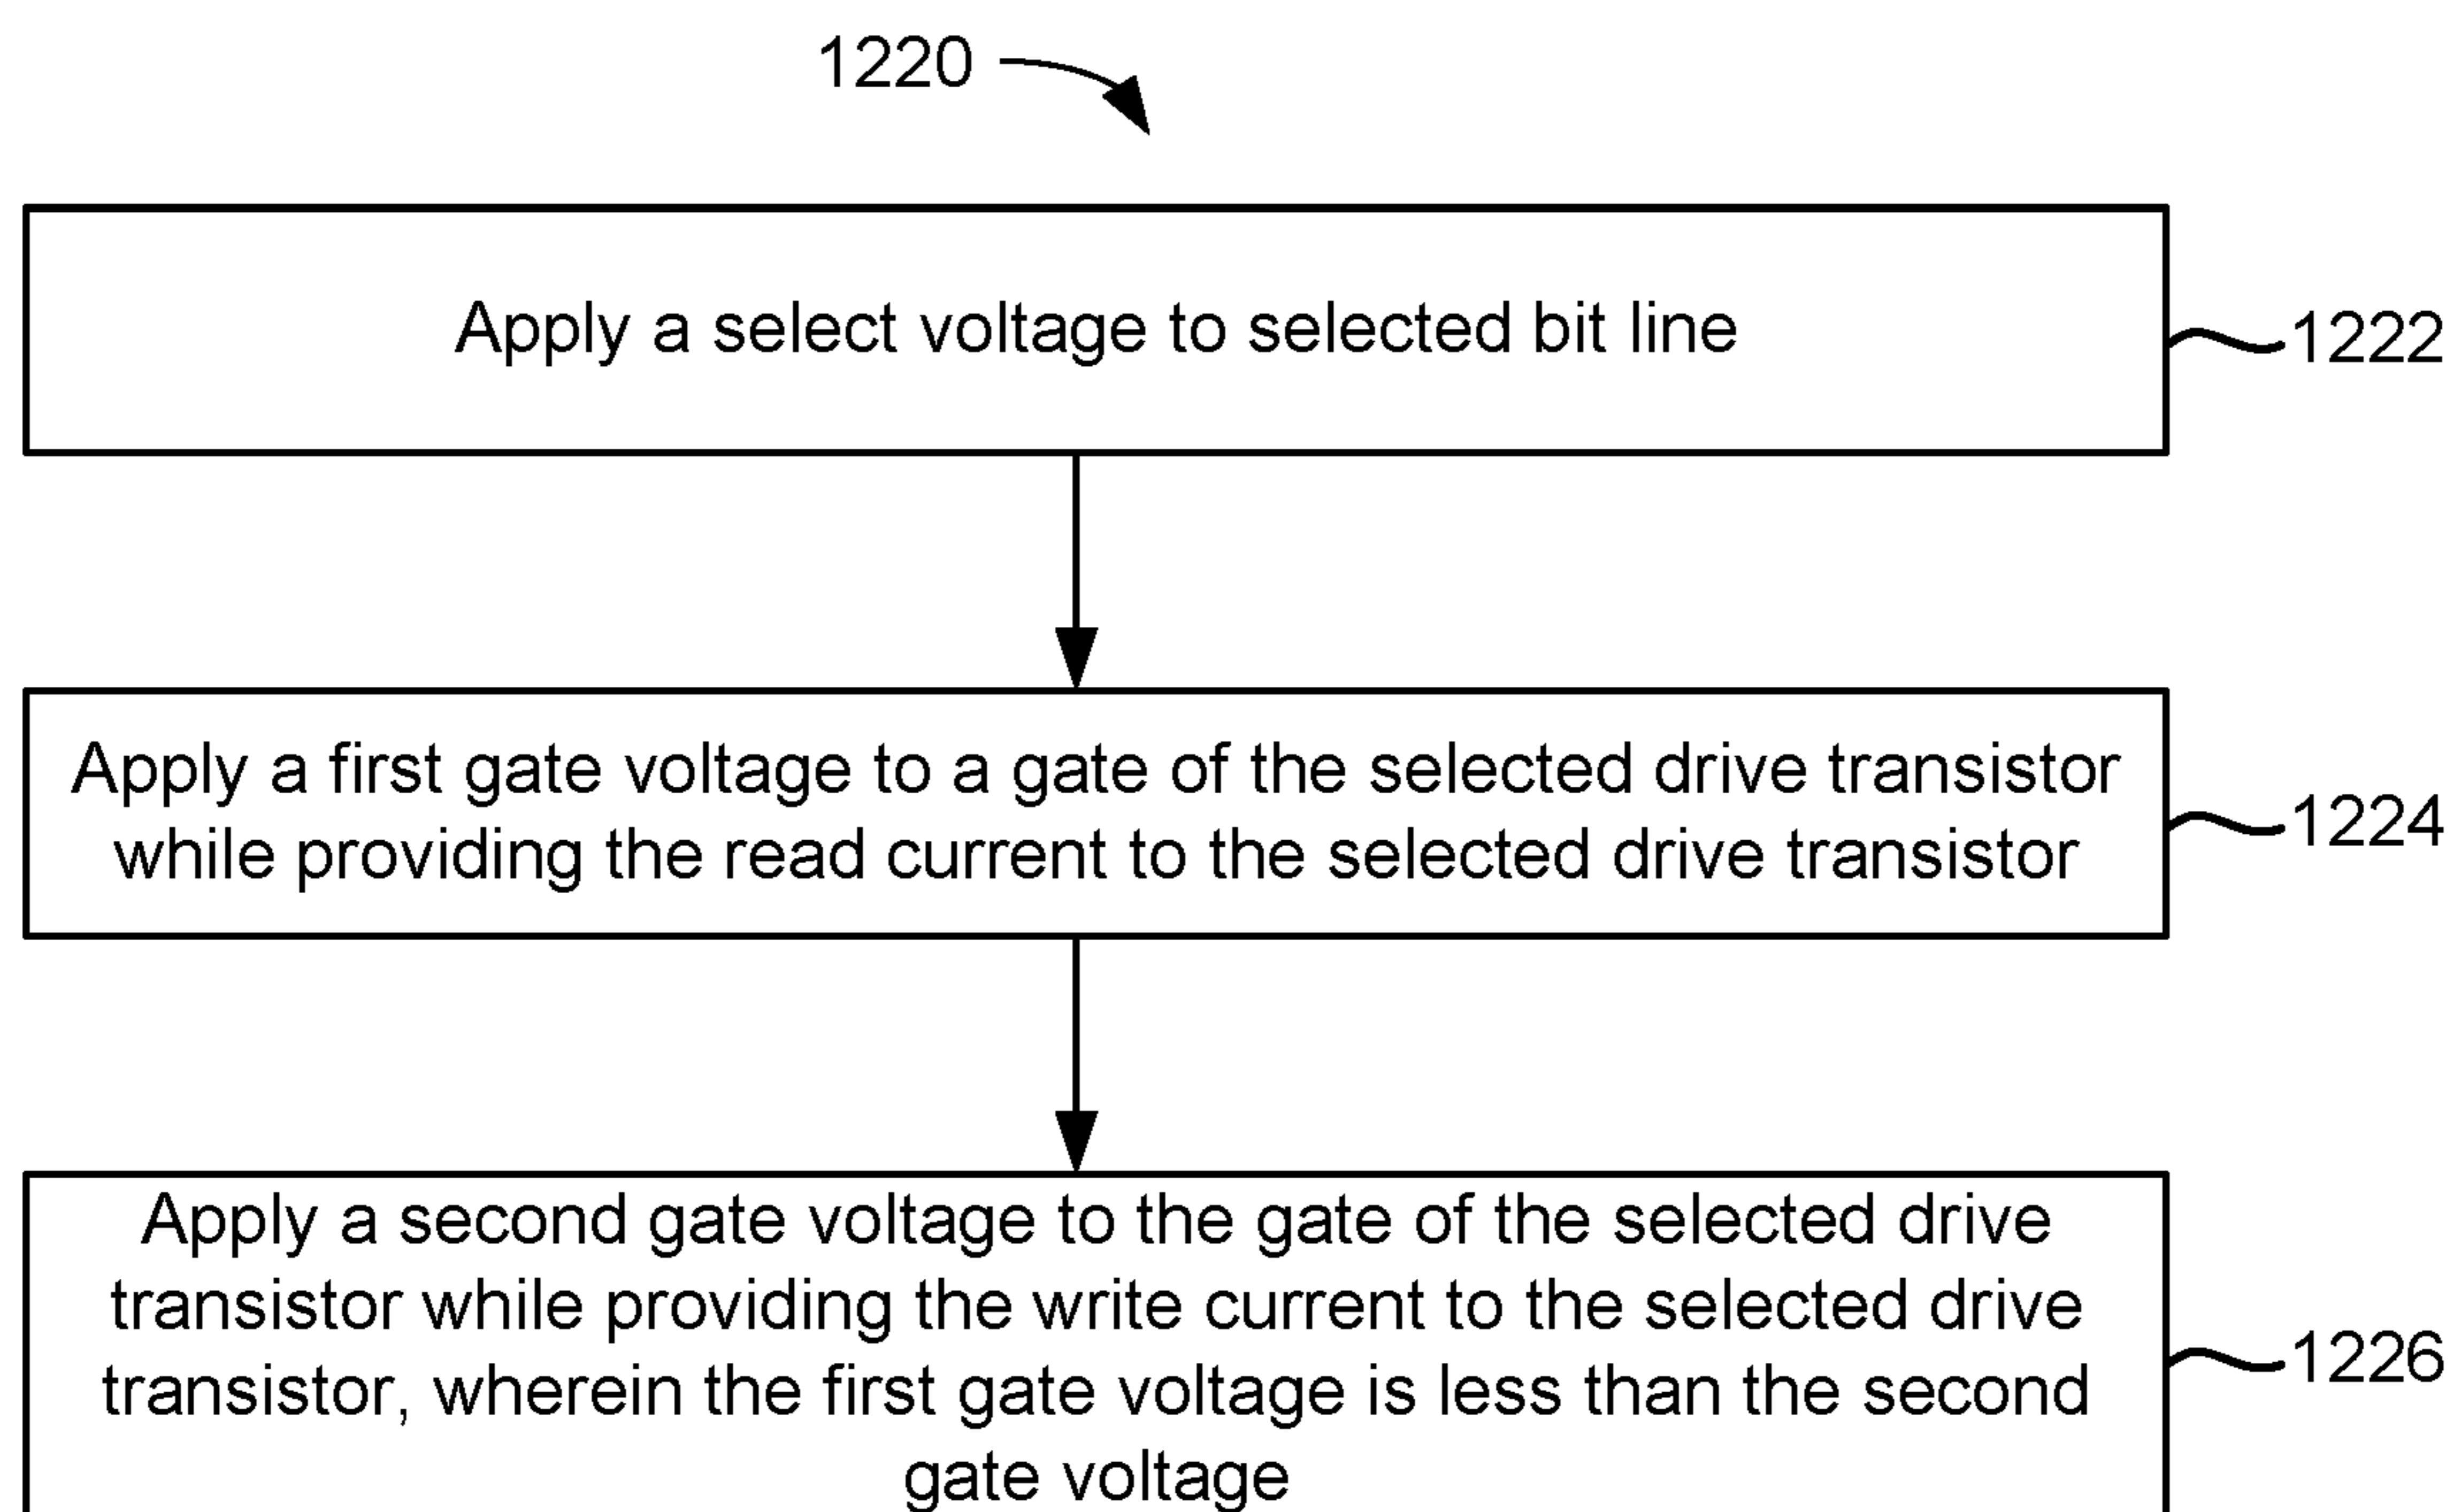 1220
Apply a select voltage to selected bit line
1222
Apply a first gate voltage to a gate of the selected drive transistor
while providing the read current to the selected drive transistor
1224
Apply a second gate voltage to the gate of the selected drive
transistor while providing the write current to the selected drive
transistor, wherein the first gate voltage is less than the second
gate voltage
1226